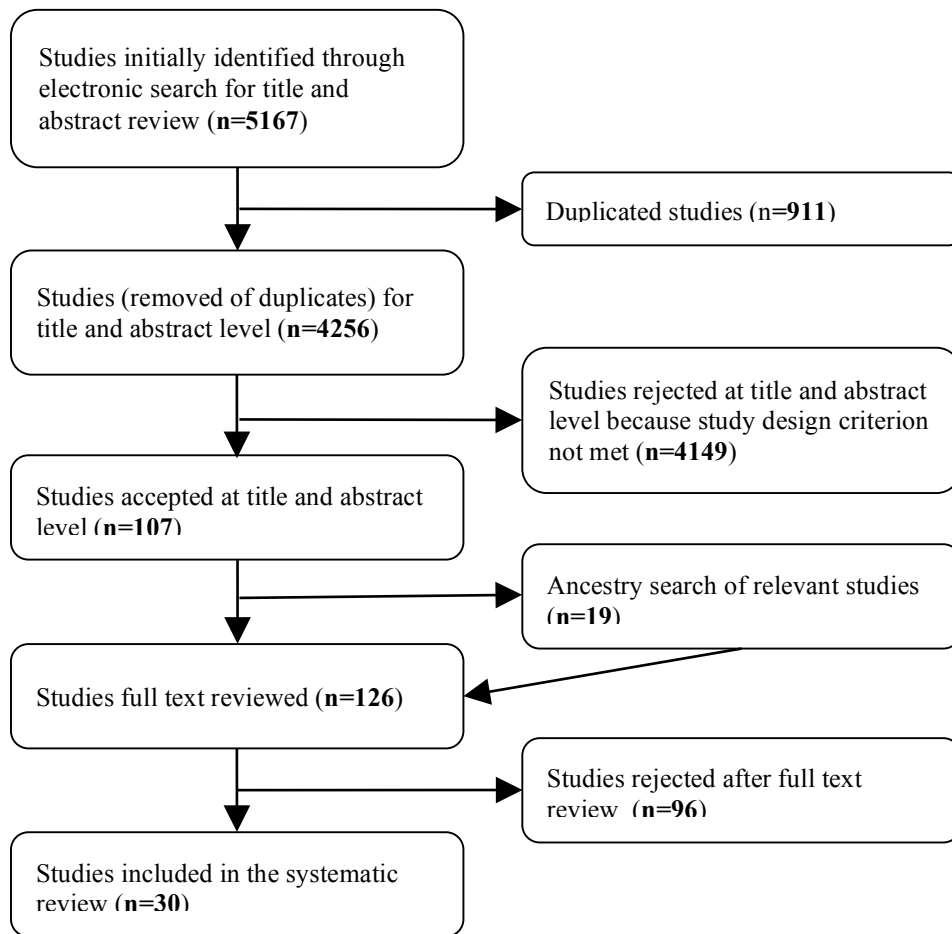 Studies initially identified through
electronic search for title and
abstract review (n=5167)
Duplicated studies (n=911)
Studies (removed of duplicates) for
title and abstract level (n=4256)
Studies rejected at title and abstract
level because study design criterion
not met (n=4149)
Studies accepted at title and abstract
level (n=107)
Ancestry search of relevant studies
(n=19)
Studies full text reviewed (n=126)
Studies rejected after full text
review (n=96)
Studies included in the systematic
review (n=30)